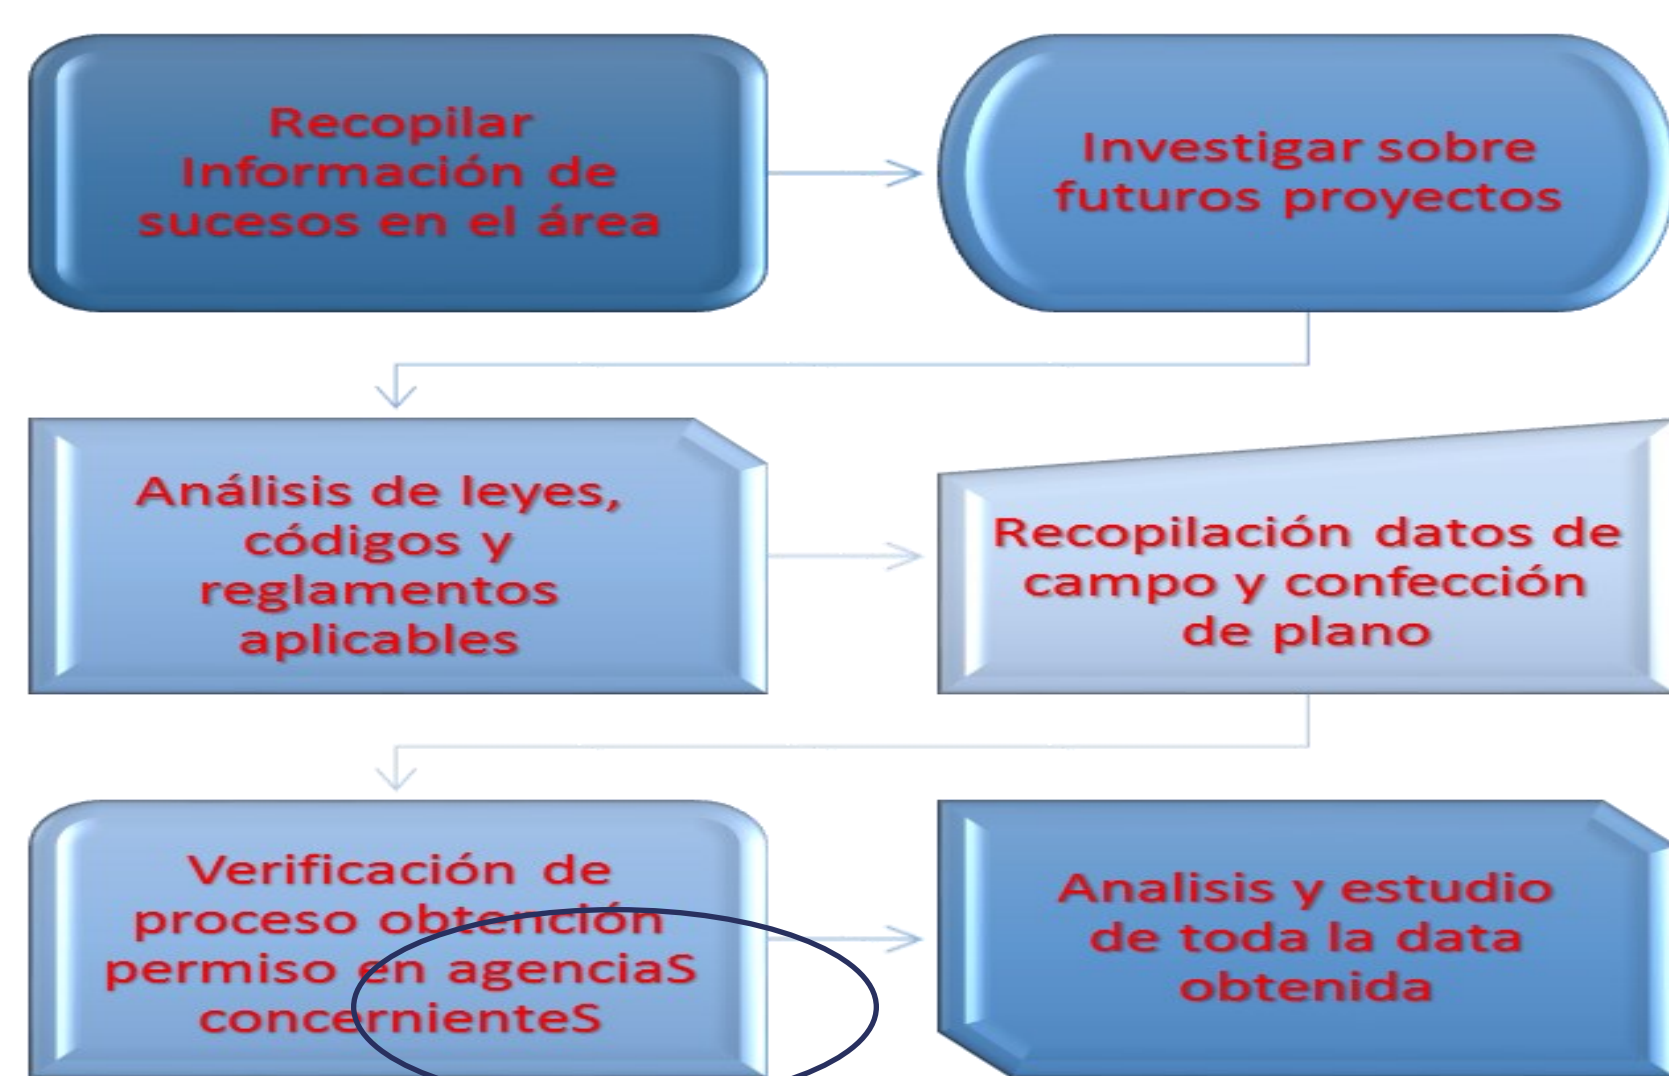 Recopilar
Información de
sucesos en el área
Investigar sobre
futuros proyectos
Análisis de leyes,
códigos y
reglamentos
aplicables
Recopilación datos de
campo y confección
de plano
Verificación de
proceso obtención
permiso en agenciaS
concernienteS
Analisis y estudio
de toda la data
obtenida